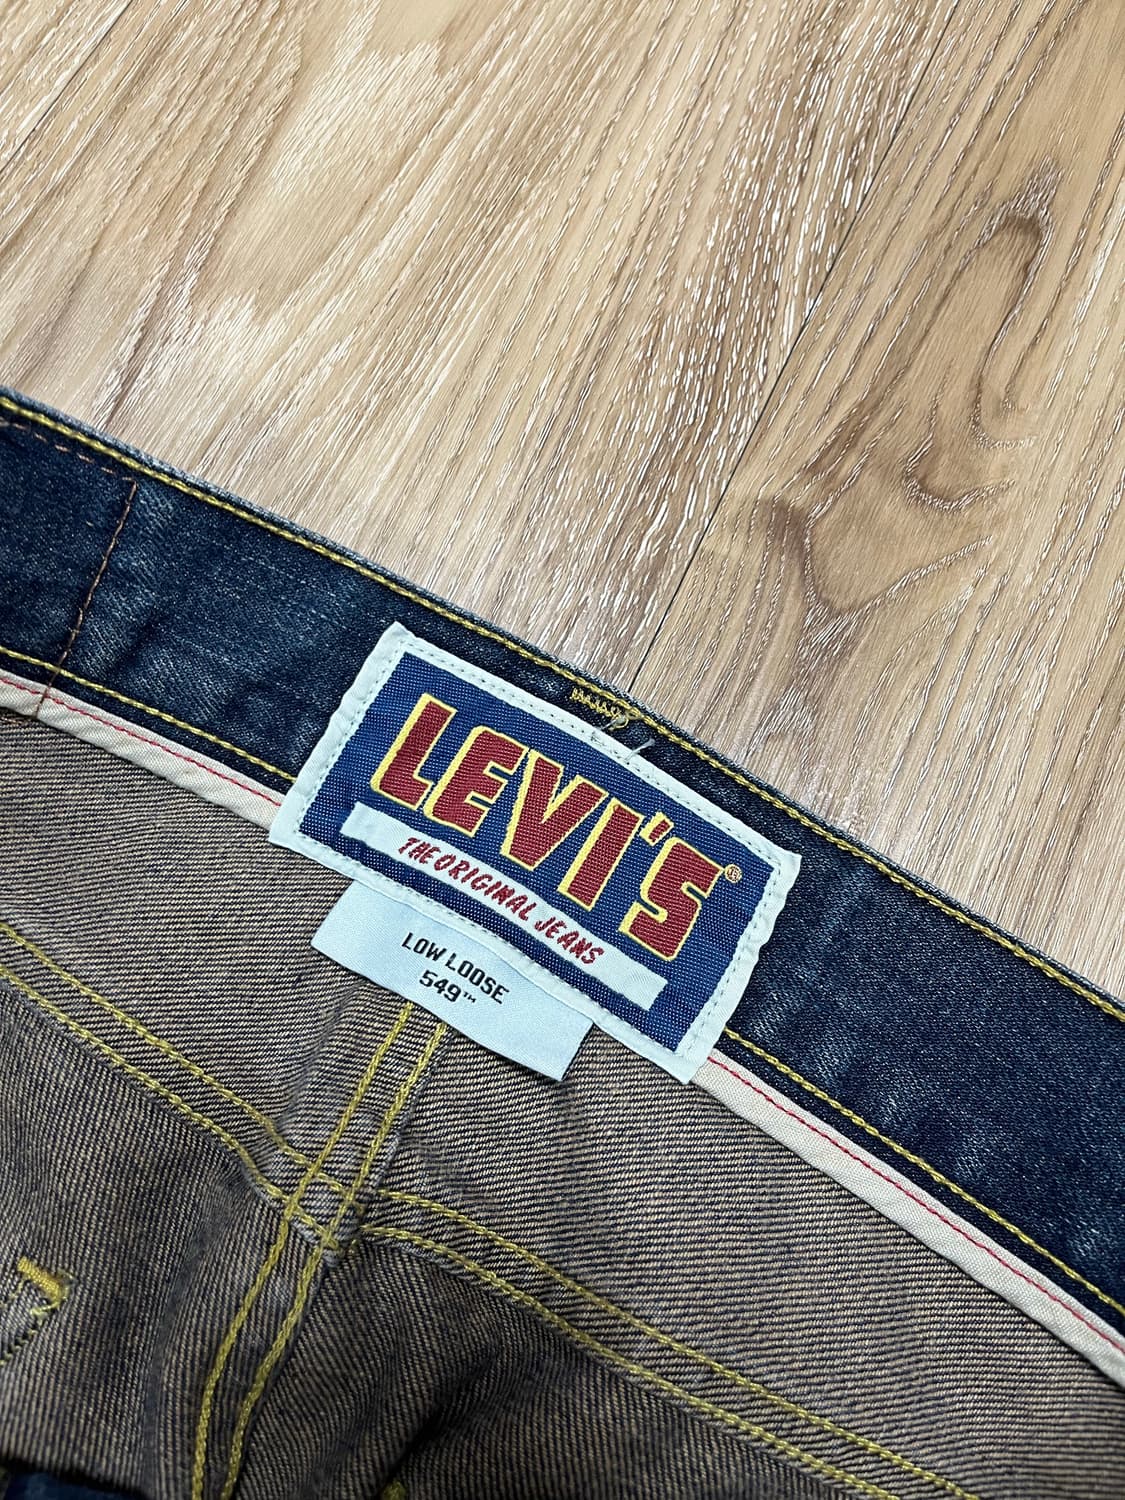 LEVI'S®
THE ORIGINAL JEANS
LOW LOOSE
549™